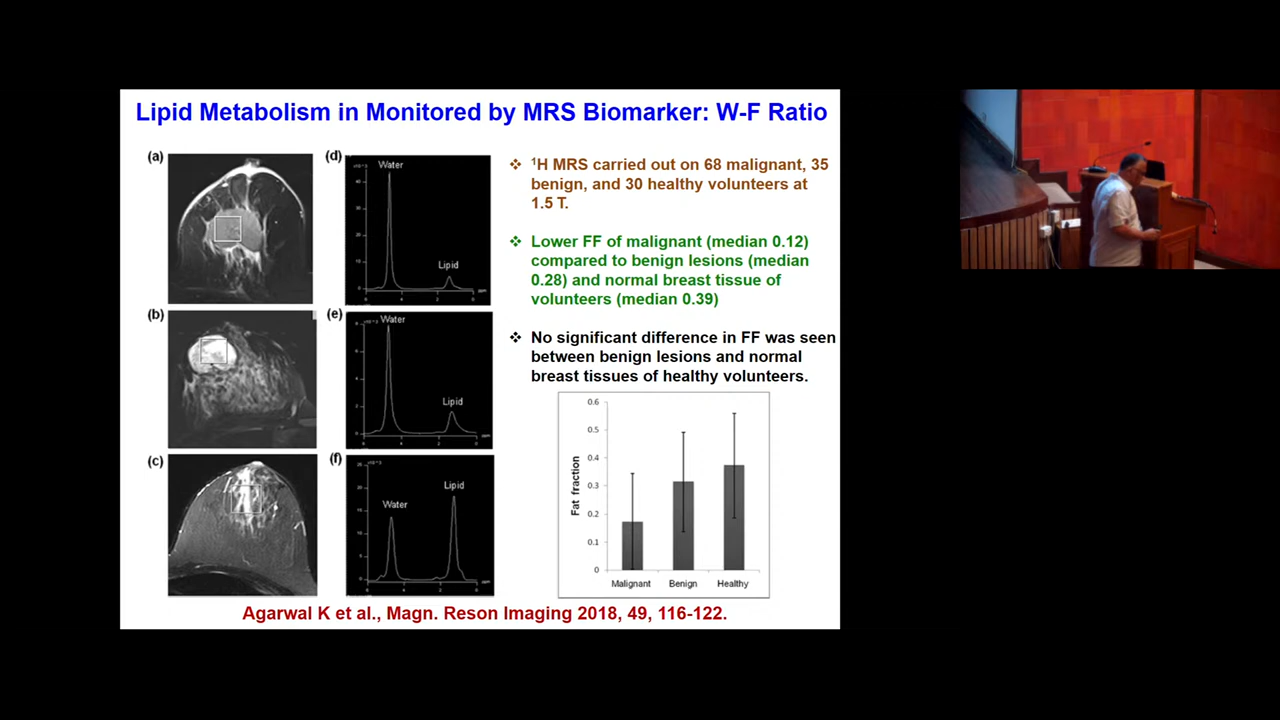 Lipid Metabolism in Monitored by MRS Biomarker: W-F Ratio
(a)
(d)
Water
Lipid
(b)
(e)
Water
Lipid
(c)
(f)
Water
Lipid
❖ ¹H MRS carried out on 68 malignant, 35
benign, and 30 healthy volunteers at
1.5 T.
❖ Lower FF of malignant (median 0.12)
compared to benign lesions (median
0.28) and normal breast tissue of
volunteers (median 0.39)
❖ No significant difference in FF was seen
between benign lesions and normal
breast tissues of healthy volunteers.
Fat fraction
0.6
0.5
0.4
0.3
0.2
0.1
0
Malignant Benign Healthy
Agarwal K et al., Magn. Reson Imaging 2018, 49, 116-122.